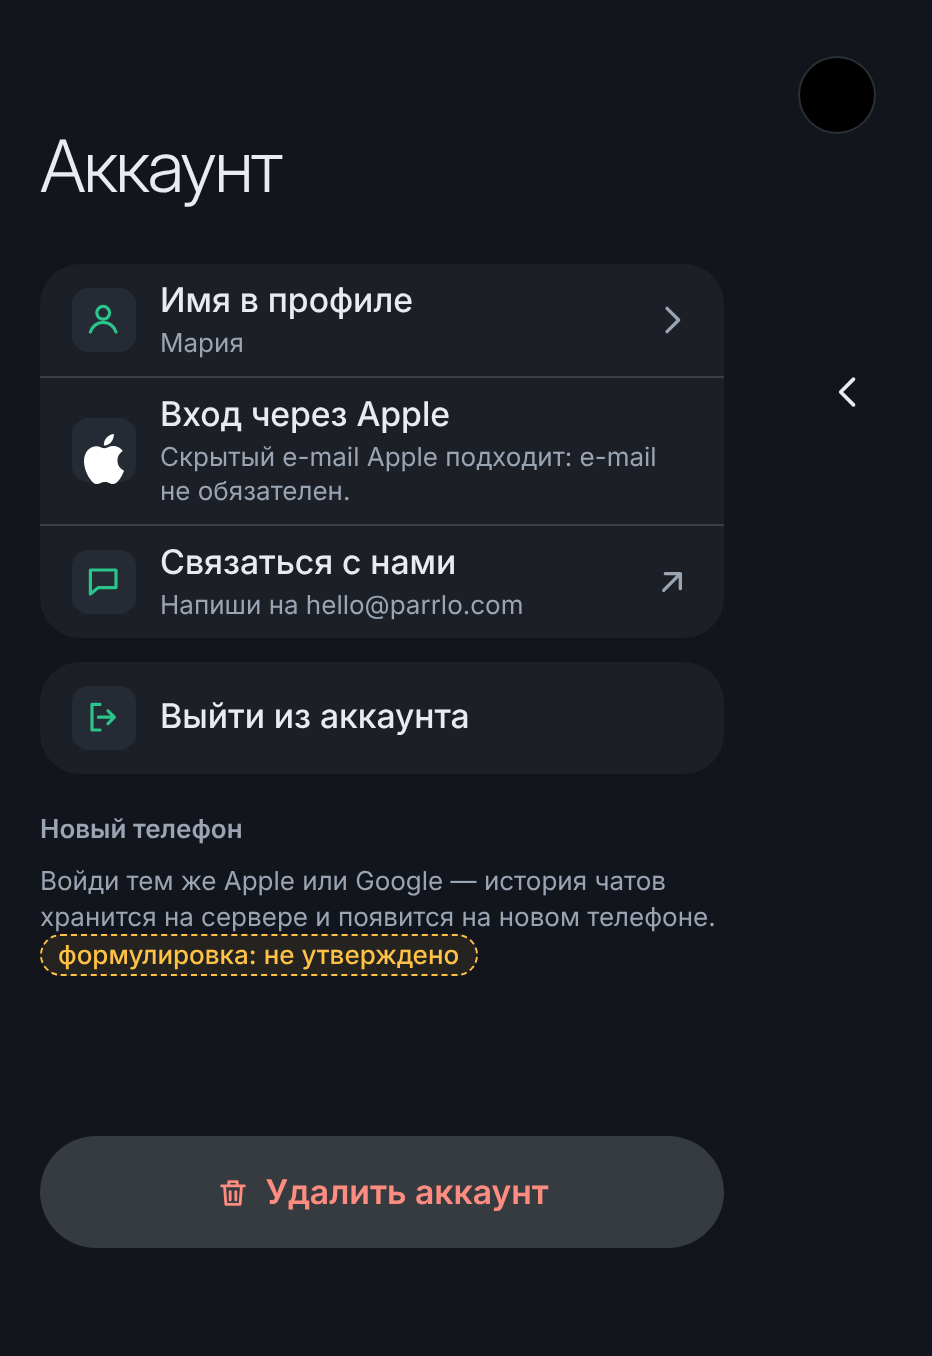 Аккаунт
Имя в профиле
Мария
Вход через Apple
Скрытый e-mail Apple подходит: e-mail
не обязателен.
Связаться с нами
Напиши на hello@parrlo.com
Выйти из аккаунта
Новый телефон
Войди тем же Apple или Google — история чатов
хранится на сервере и появится на новом телефоне.
формулировка: не утверждено
Удалить аккаунт